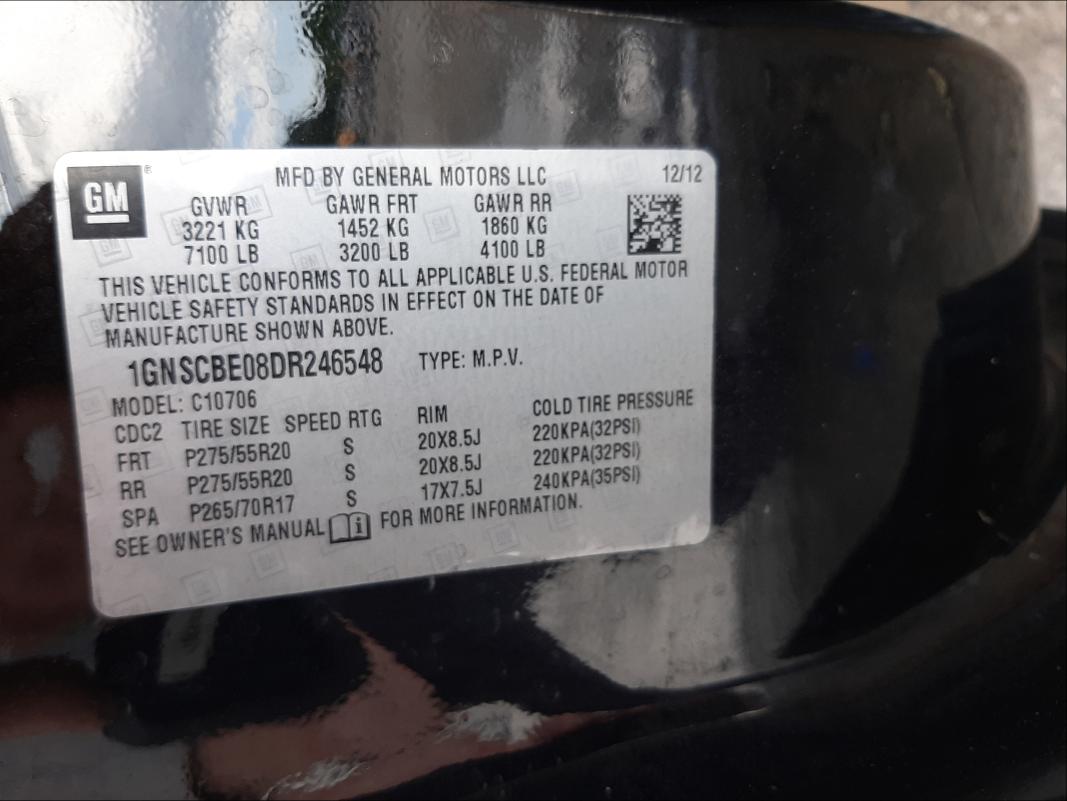 GM ® MFD BY GENERAL MOTORS LLC 12/12
GVWR GAWR FRT GAWR RR
3221 KG 1452 KG 1860 KG
7100 LB 3200 LB 4100 LB
THIS VEHICLE CONFORMS TO ALL APPLICABLE U.S. FEDERAL MOTOR
VEHICLE SAFETY STANDARDS IN EFFECT ON THE DATE OF
MANUFACTURE SHOWN ABOVE.
1GNSCBE08DR246548 TYPE: M.P.V.
MODEL: C10706
CDC2 TIRE SIZE SPEED RTG RIM COLD TIRE PRESSURE
FRT P275/55R20 S 20X8.5J 220KPA(32PSI)
RR P275/55R20 S 20X8.5J 220KPA(32PSI)
SPA P265/70R17 S 17X7.5J 240KPA(35PSI)
SEE OWNER'S MANUAL i FOR MORE INFORMATION.